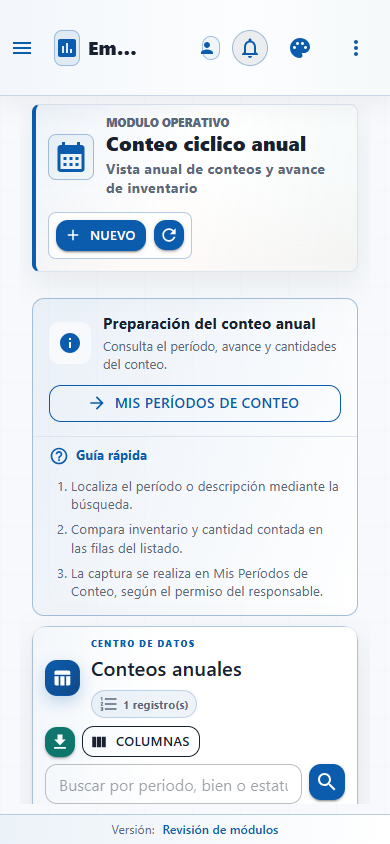 Em...
MODULO OPERATIVO
Conteo ciclico anual
Vista anual de conteos y avance
de inventario
NUEVO
Preparación del conteo anual
Consulta el período, avance y cantidades
del conteo.
MIS PERÍODOS DE CONTEO
Guía rápida
1. Localiza el período o descripción mediante la
búsqueda.
2. Compara inventario y cantidad contada en
las filas del listado.
3. La captura se realiza en Mis Períodos de
Conteo, según el permiso del responsable.
CENTRO DE DATOS
Conteos anuales
1 registro(s)
COLUMNAS
Buscar por periodo, bien o estatu
Versión: Revisión de módulos